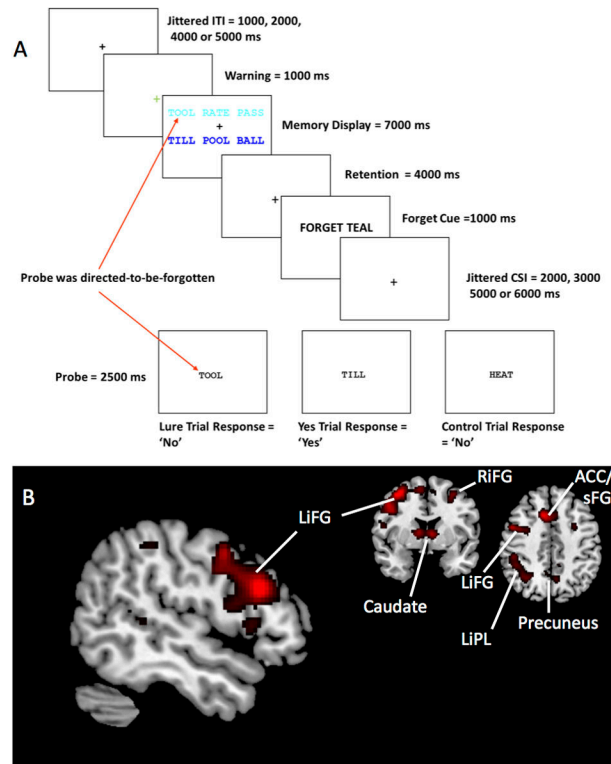 Jittered ITI = 1000, 2000,
4000 or 5000 ms
A
+
Warning = 1000 ms
+
TOOL RATE PASS
+
TILL POOL BALL
Memory Display = 7000 ms
Retention = 4000 ms
+
FORGET TEAL
Forget Cue =1000 ms
Probe was directed-to-be-forgotten
+
Jittered CSI = 2000, 3000
5000 or 6000 ms
Probe = 2500 ms
TOOL
TILL
HEAT
Lure Trial Response =
‘No’
Yes Trial Response =
‘Yes’
Control Trial Response
= ‘No’
B
LiFG
RiFG
ACC/
sFG
LiFG
Caudate
Precuneus
LiPL